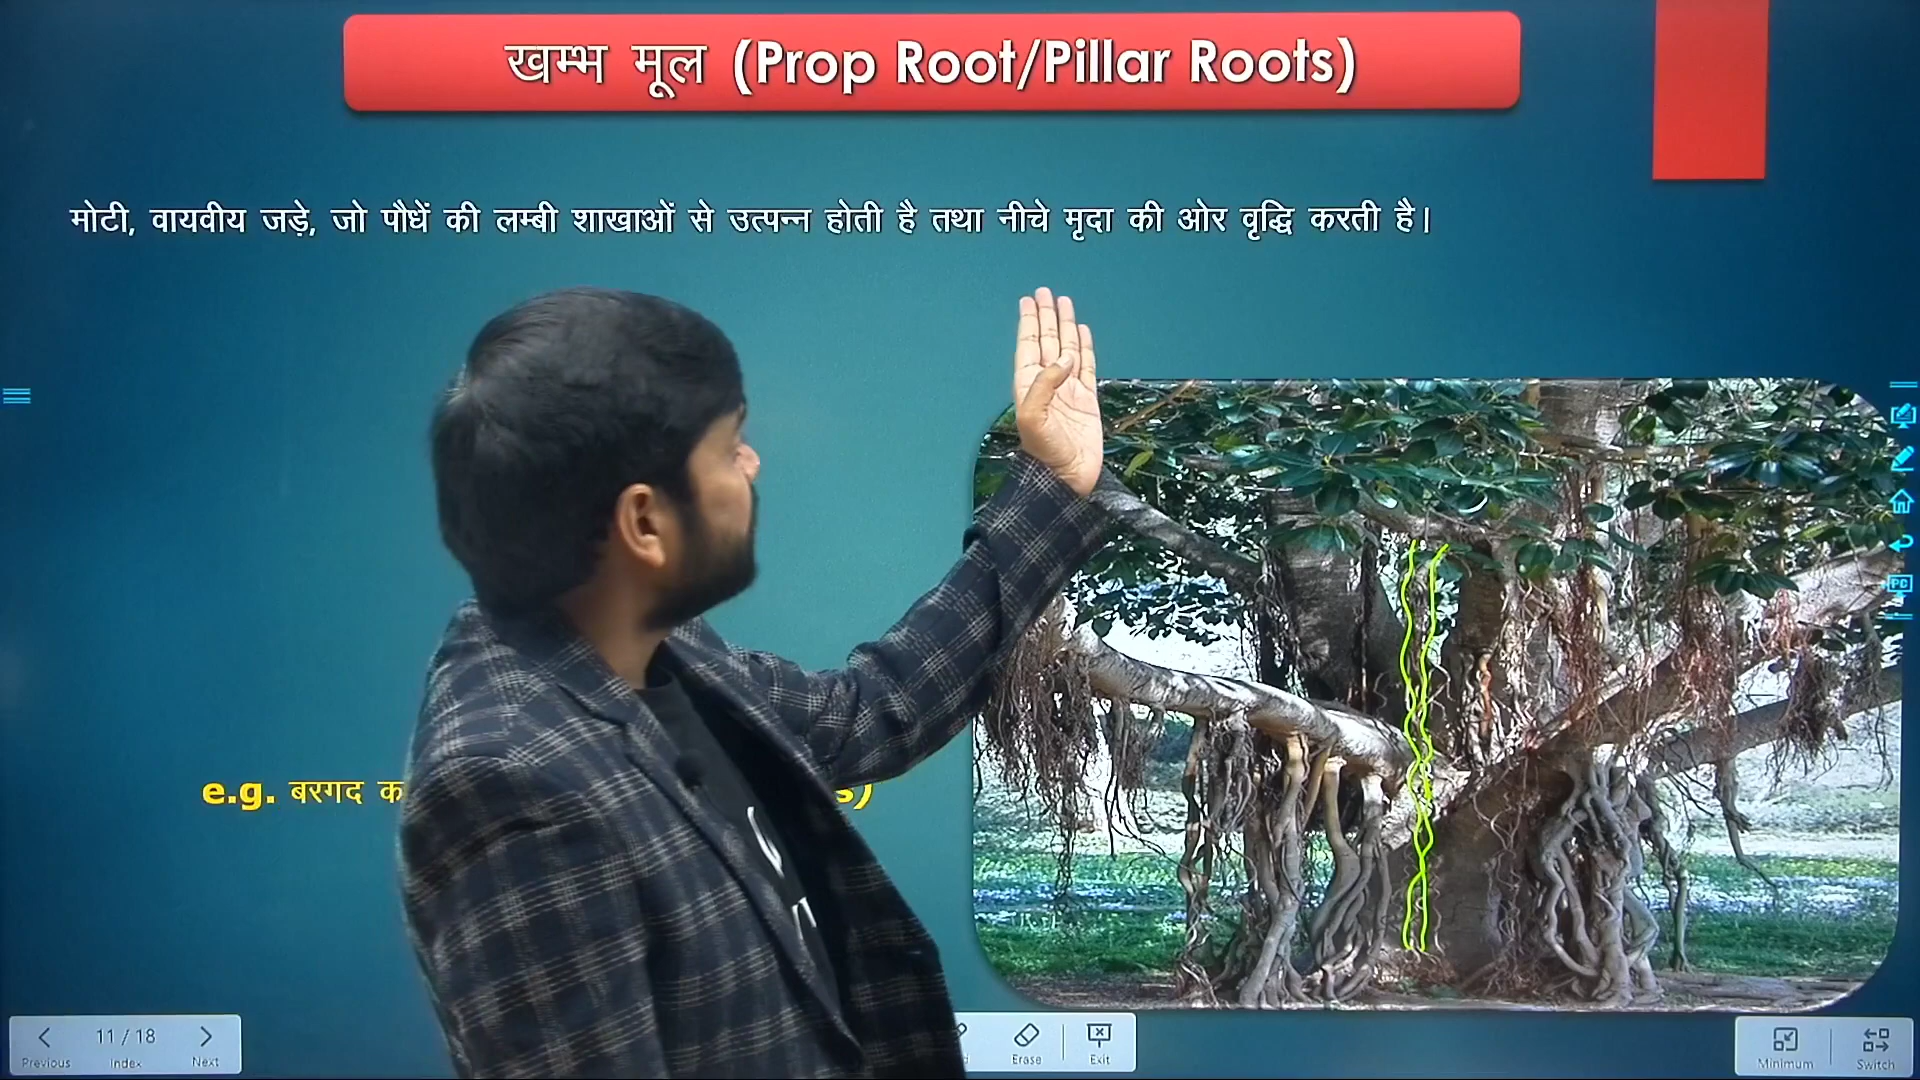 खम्भ मूल (Prop Root/Pillar Roots)
मोटी, वायवीय जड़े, जो पौधें की लम्बी शाखाओं से उत्पन्न होती है तथा नीचे मृदा की ओर वृद्धि करती है।
e.g. बरगद
PC
11 / 18
Previous Index Next
Erase Exit
Minimum Switch